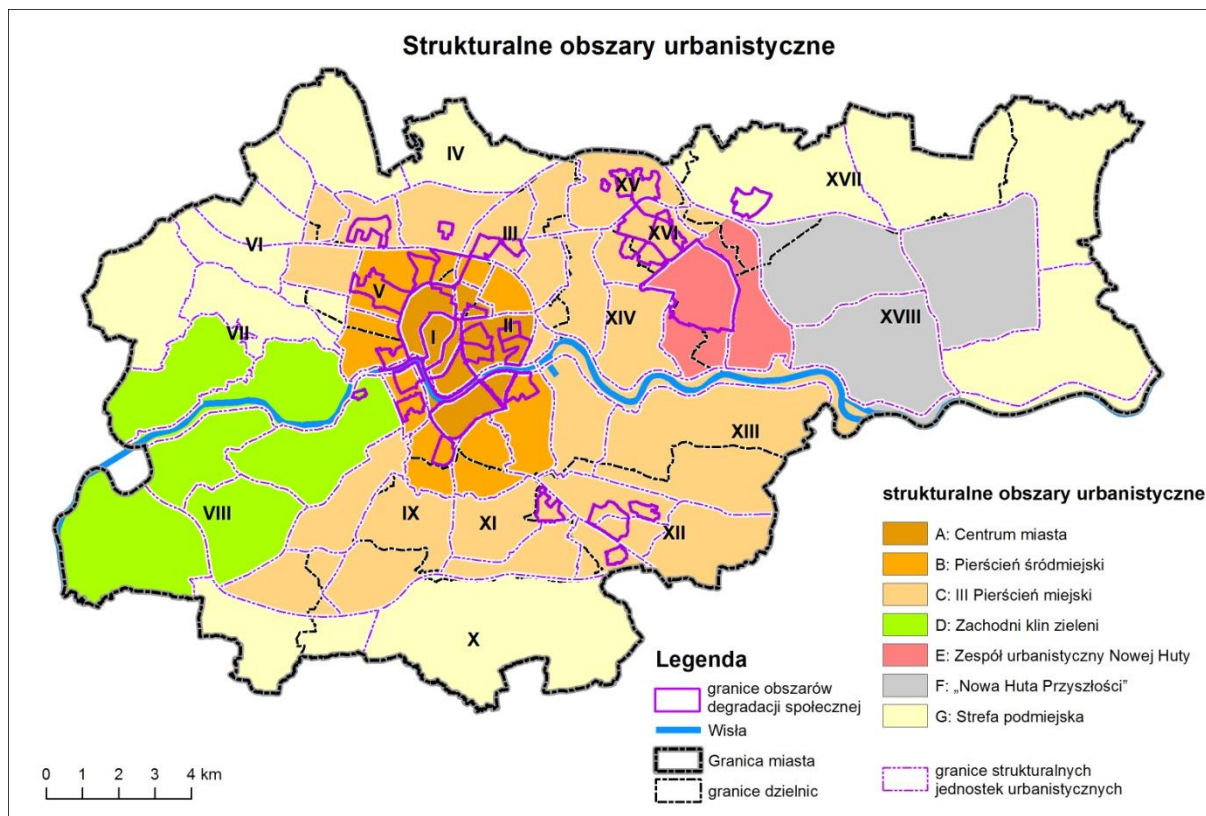 Strukturalne obszary urbanistyczne
IV
XV
XVII
III
XVI
VI
V
VII
I
II
XIV
XVIII
XIII
VIII
IX
XI
XII
X
strukturalne obszary urbanistyczne
A: Centrum miasta
B: Pierścień śródmiejski
C: III Pierścień miejski
D: Zachodni klin zieleni
E: Zespół urbanistyczny Nowej Huty
F: „Nowa Huta Przyszłości”
G: Strefa podmiejska
granice strukturalnych
jednostek urbanistycznych
Legenda
granice obszarów
degradacji społecznej
Wisła
Granica miasta
granice dzielnic
0 1 2 3 4 km